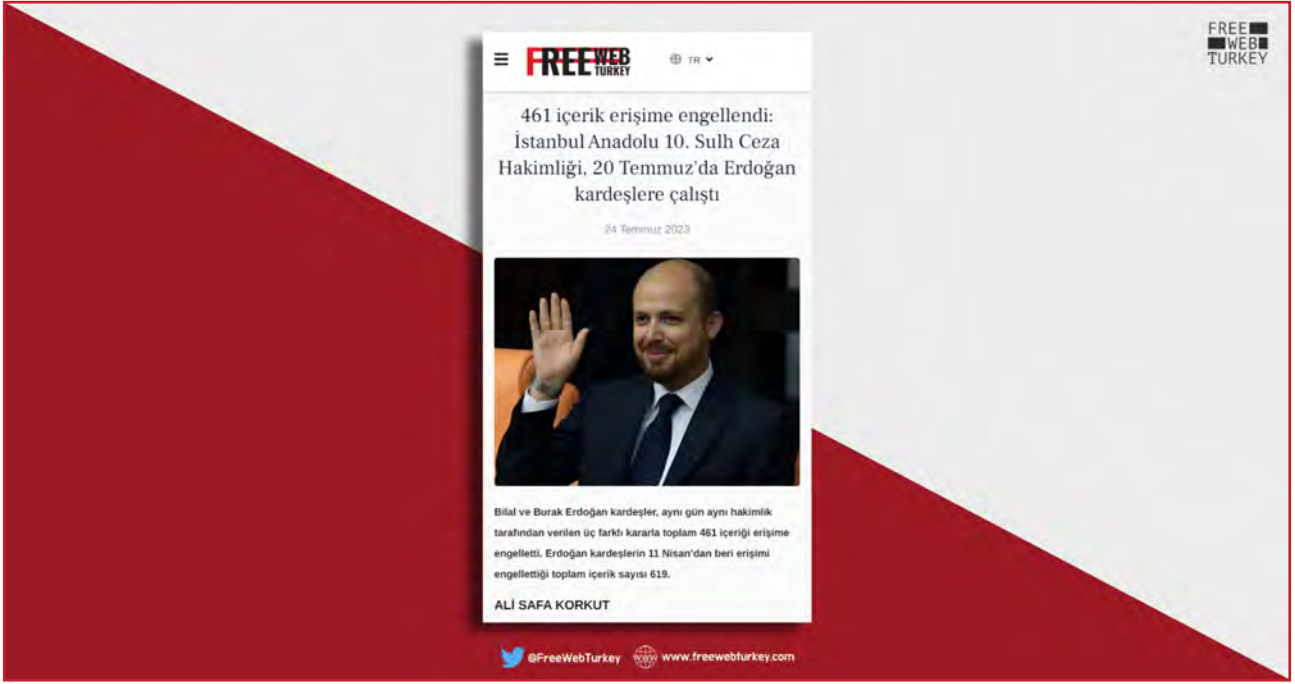 FREE
WEB
TURKEY
FREE WEB
TURKEY
TR
461 içerik erişime engellendi:
İstanbul Anadolu 10. Sulh Ceza
Hakimliği, 20 Temmuz'da Erdoğan
kardeşlere çalıştı
24 Temmuz 2023
Bilal ve Burak Erdoğan kardeşler, aynı gün aynı hakimlik
tarafından verilen üç farklı kararla toplam 461 içeriği erişime
engelletti. Erdoğan kardeşlerin 11 Nisan'dan beri erişimi
engellettiği toplam içerik sayısı 619.
ALİ SAFA KORKUT
@FreeWebTurkey www www.freewebturkey.com